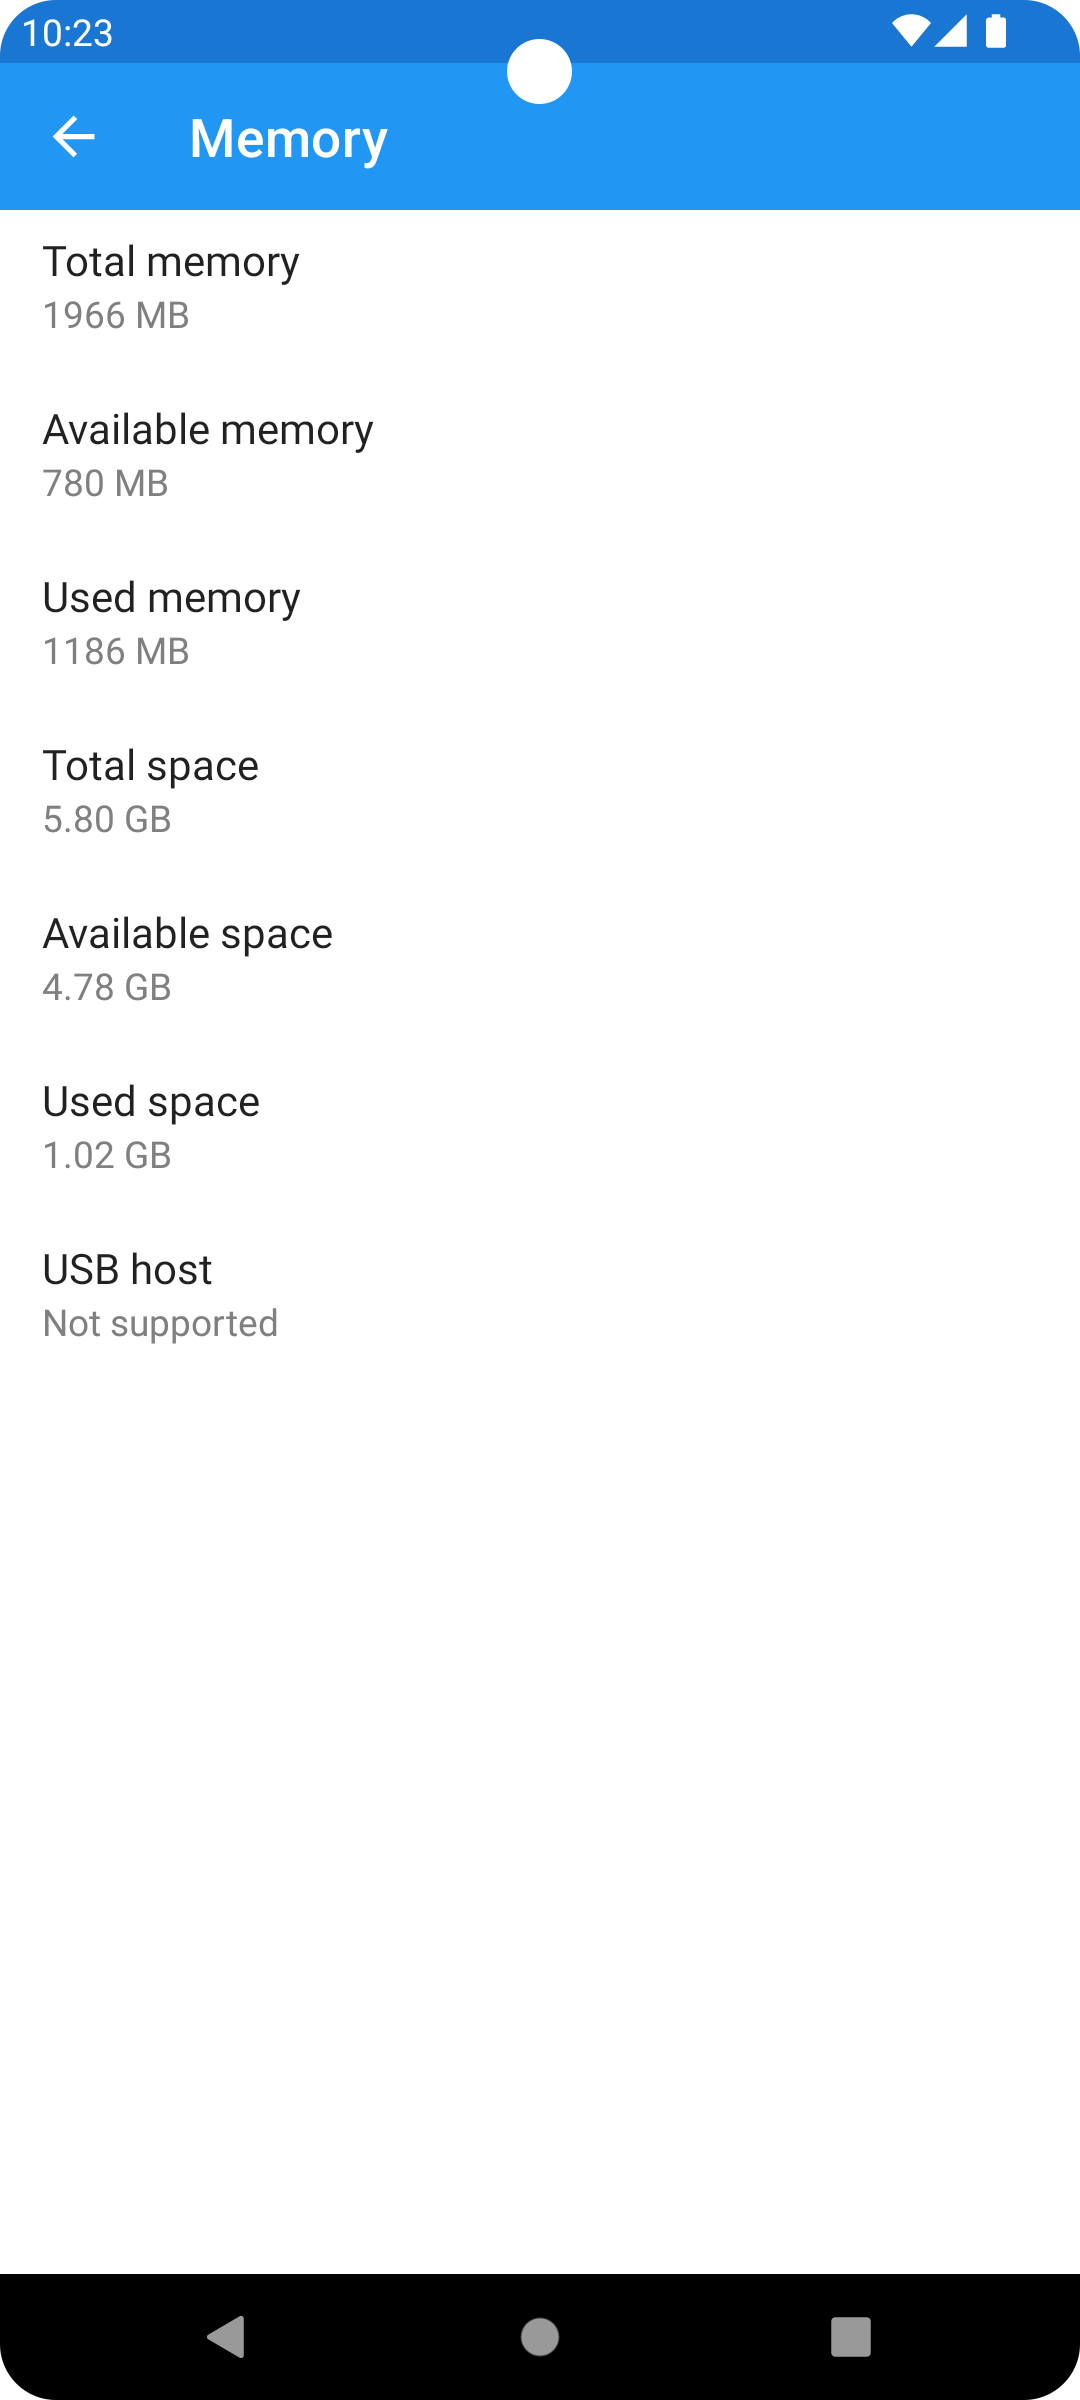 10:23
Memory
Total memory
1966 MB
Available memory
780 MB
Used memory
1186 MB
Total space
5.80 GB
Available space
4.78 GB
Used space
1.02 GB
USB host
Not supported